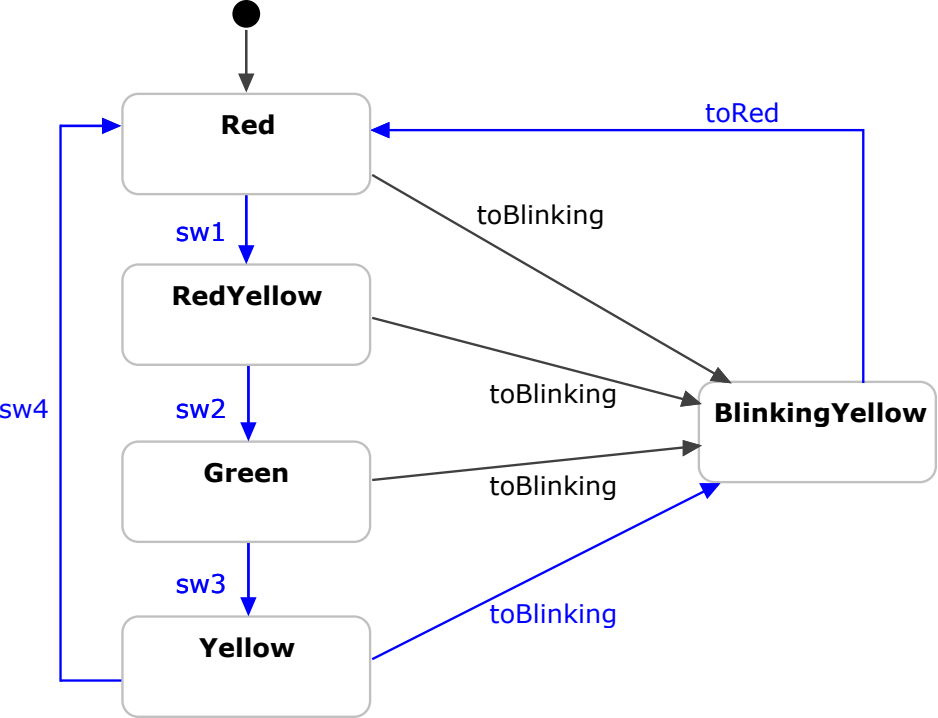 toRed
Red
toBlinking
sw1
RedYellow
toBlinking
sw2
sw4
BlinkingYellow
Green
toBlinking
sw3
toBlinking
Yellow